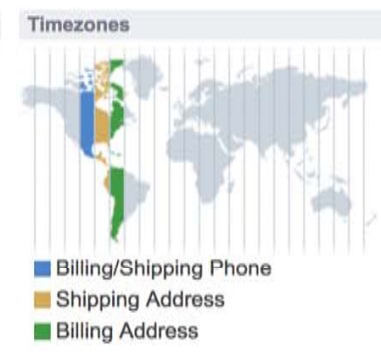 Timezones
Billing/Shipping Phone
Shipping Address
Billing Address